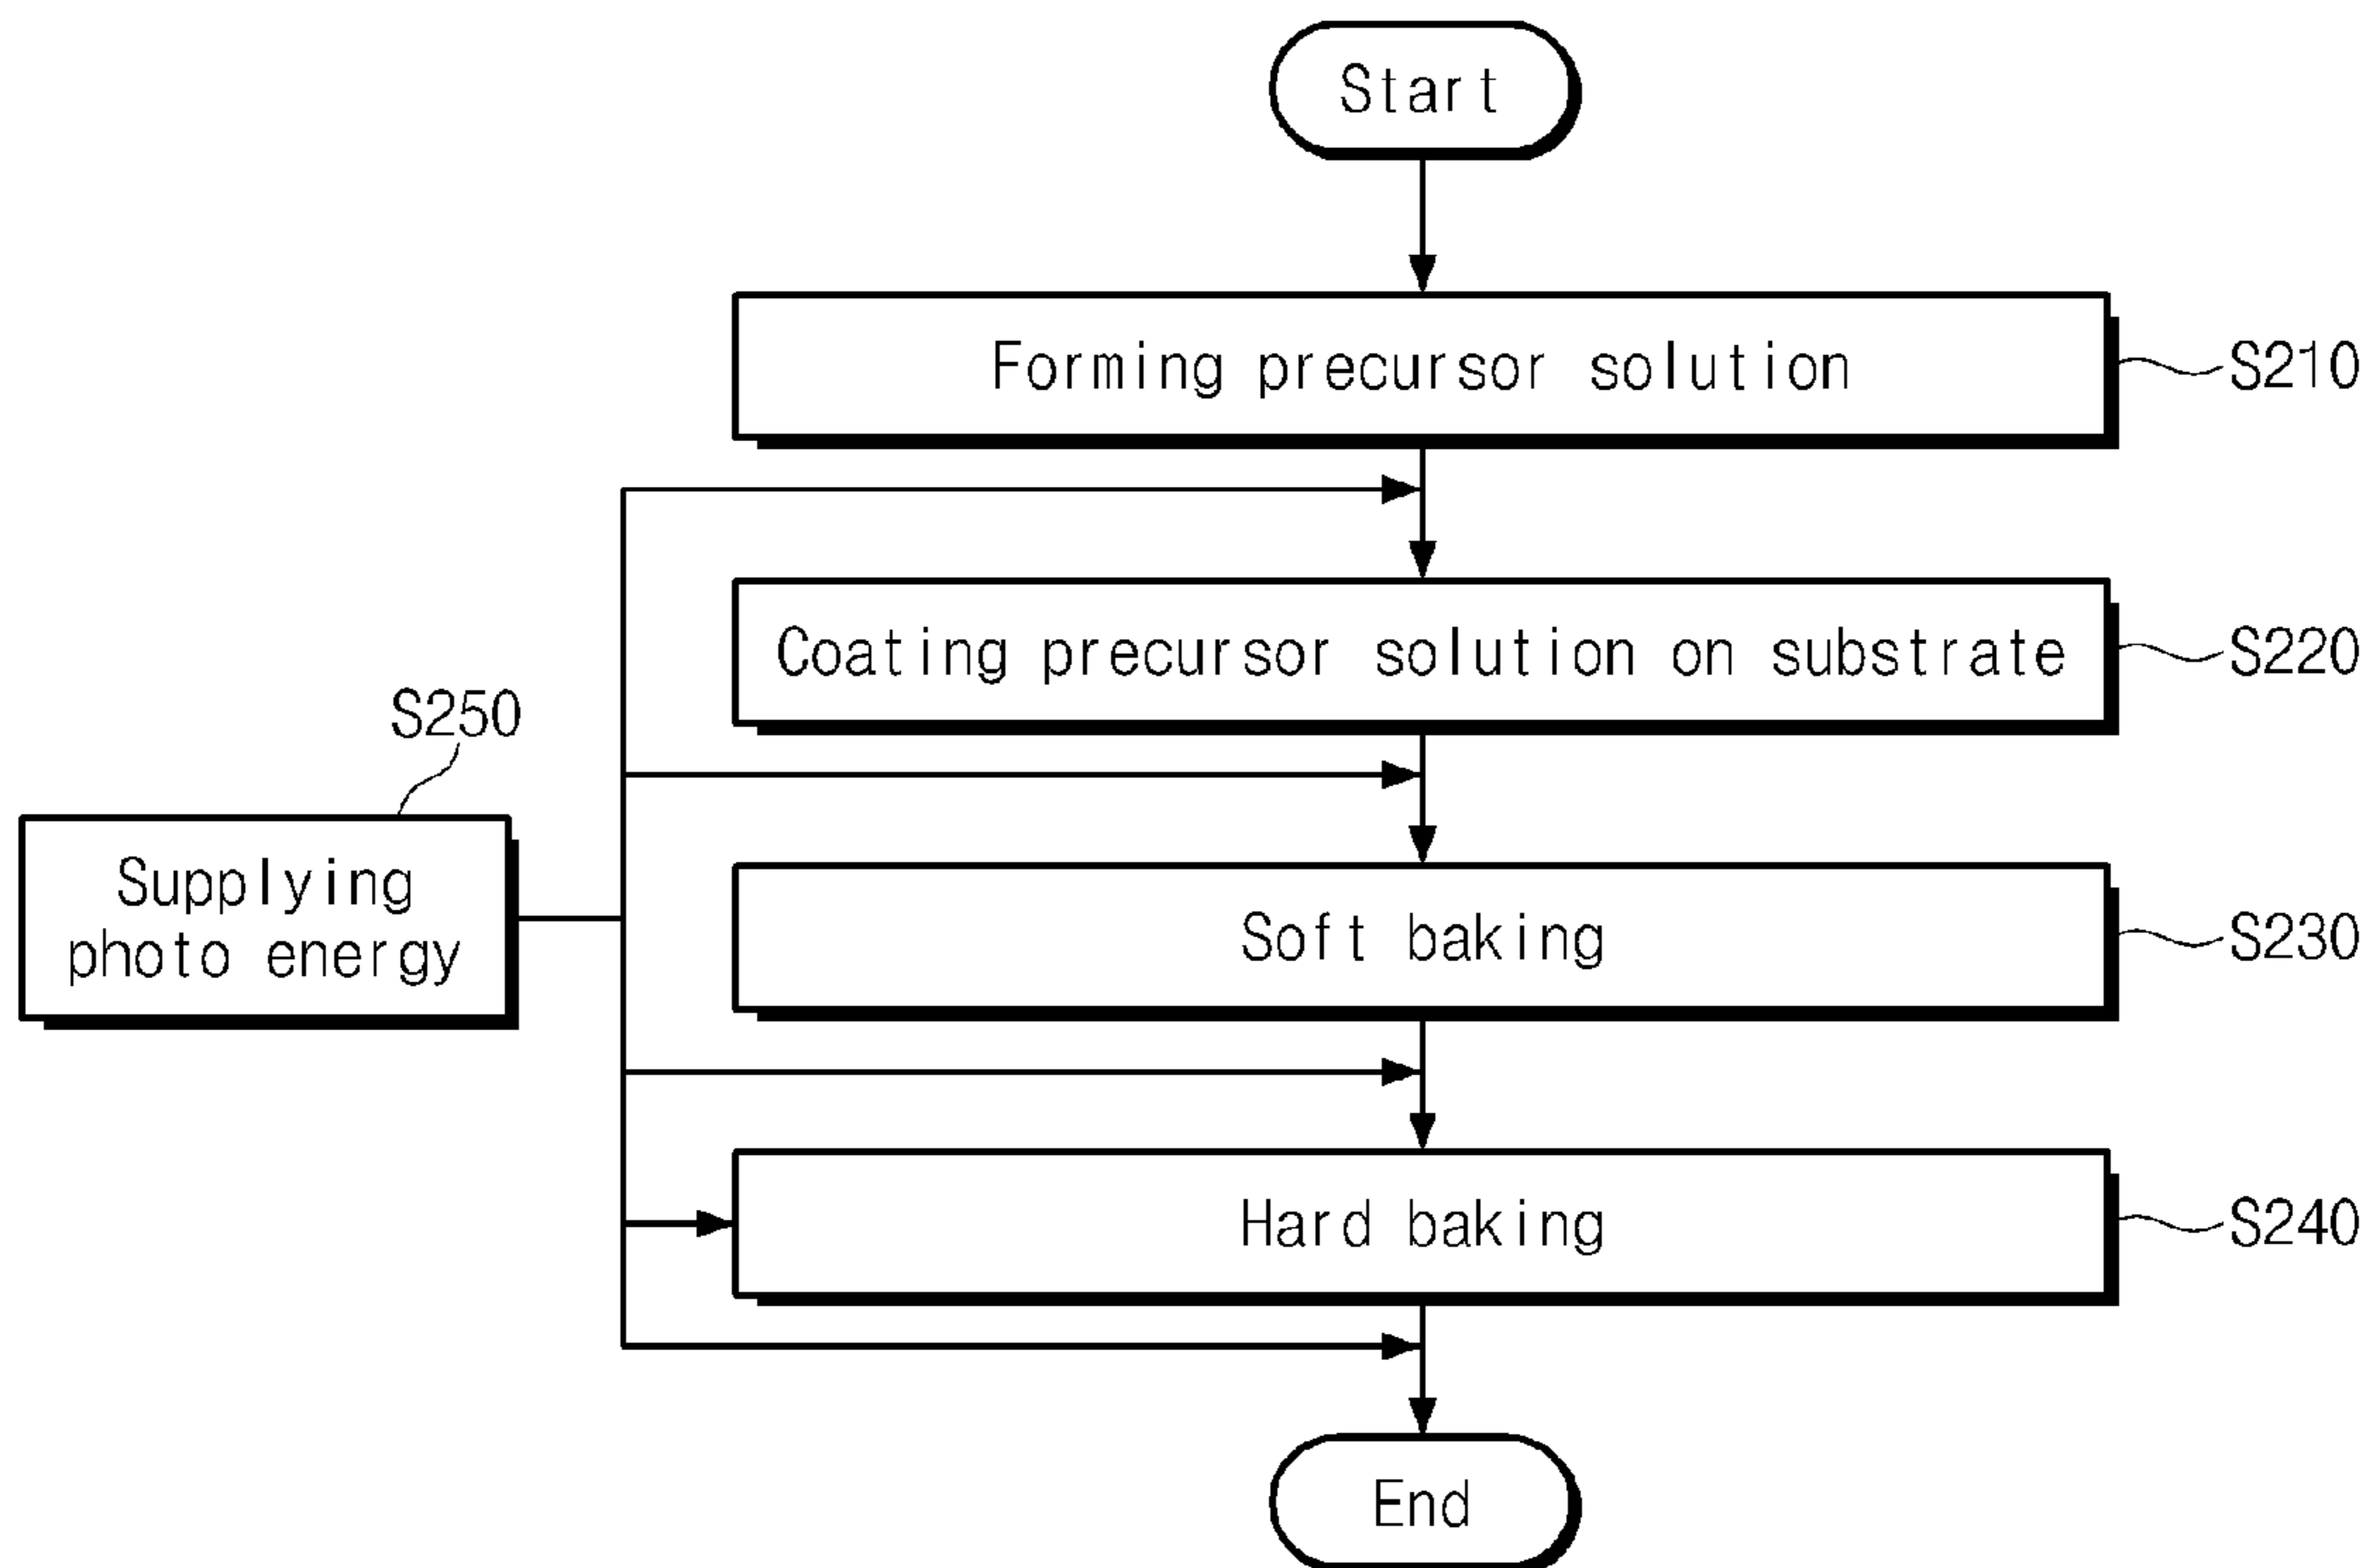 Start
Forming precursor solution
S210
Coating precursor solution on substrate
S220
S250
Supplying
photo energy
Soft baking
S230
Hard baking
S240
End